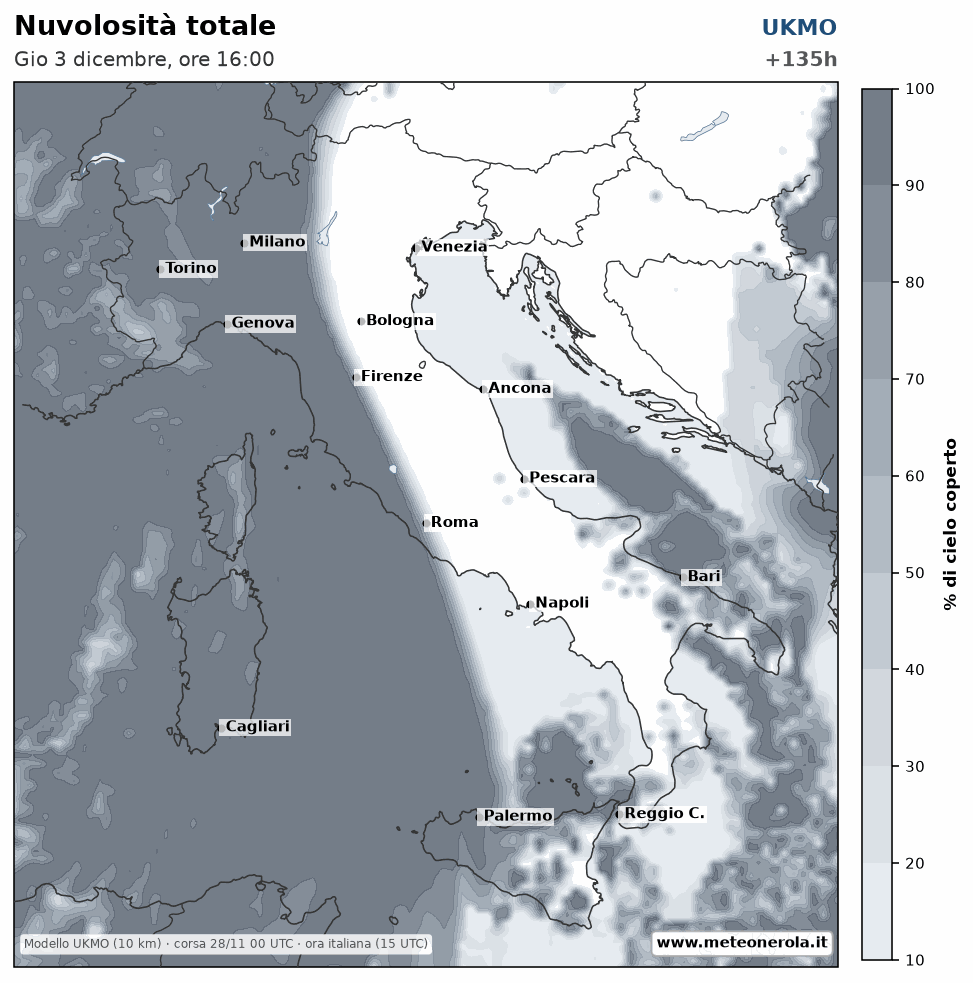 Nuvolosità totale
UKMO
Gio 3 dicembre, ore 16:00
+135h
100
90
80
70
60
50
40
30
20
10
% di cielo coperto
Milano
Venezia
Torino
Bologna
Genova
Firenze
Ancona
Pescara
Roma
Bari
Napoli
Cagliari
Palermo
Reggio C.
Modello UKMO (10 km) · corsa 28/11 00 UTC · ora italiana (15 UTC)
www.meteonerola.it